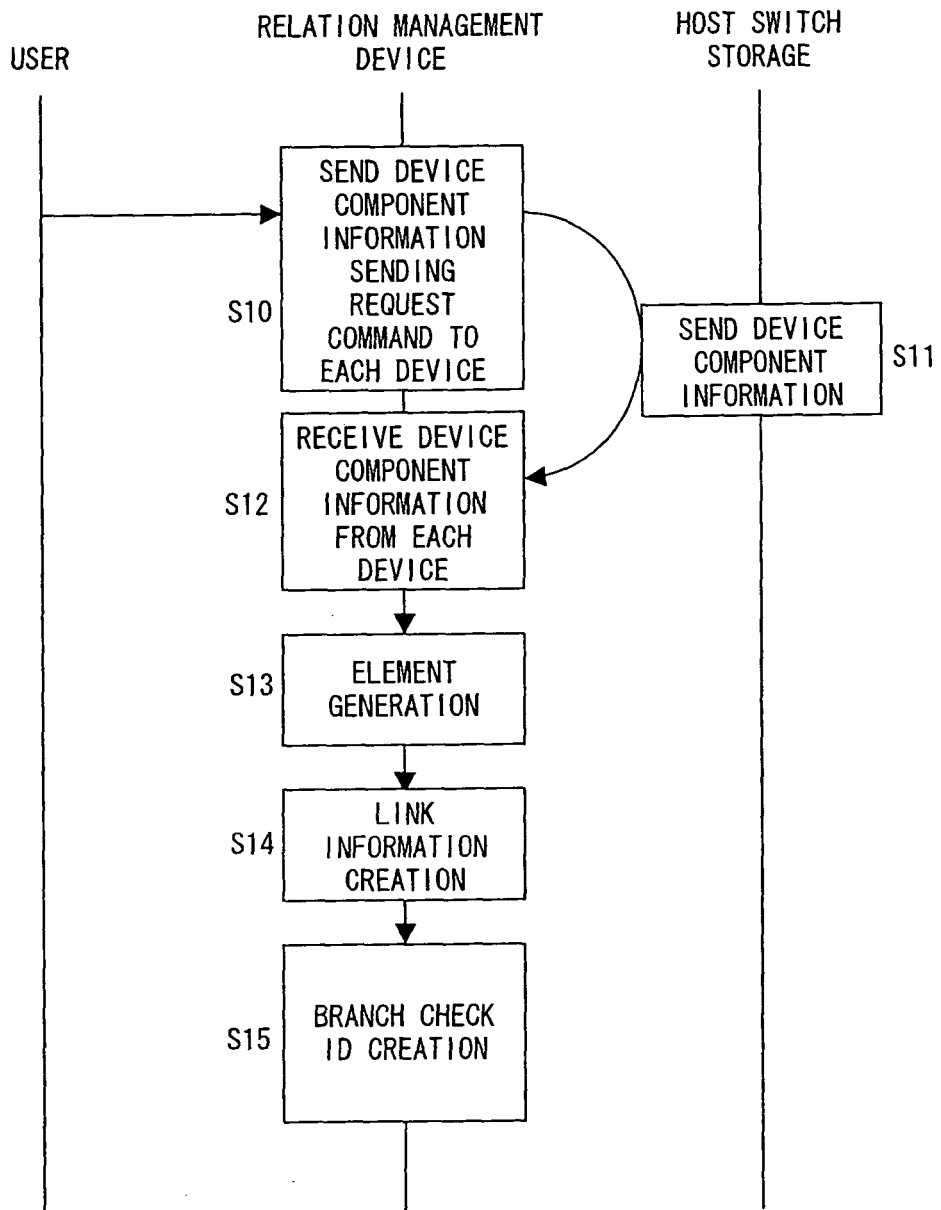 USER
RELATION MANAGEMENT
DEVICE
HOST SWITCH
STORAGE
SEND DEVICE
COMPONENT
INFORMATION
SENDING
REQUEST
COMMAND TO
EACH DEVICE
S10
SEND DEVICE
COMPONENT
INFORMATION
S11
RECEIVE DEVICE
COMPONENT
INFORMATION
FROM EACH
DEVICE
S12
S13
ELEMENT
GENERATION
S14
LINK
INFORMATION
CREATION
S15
BRANCH CHECK
ID CREATION